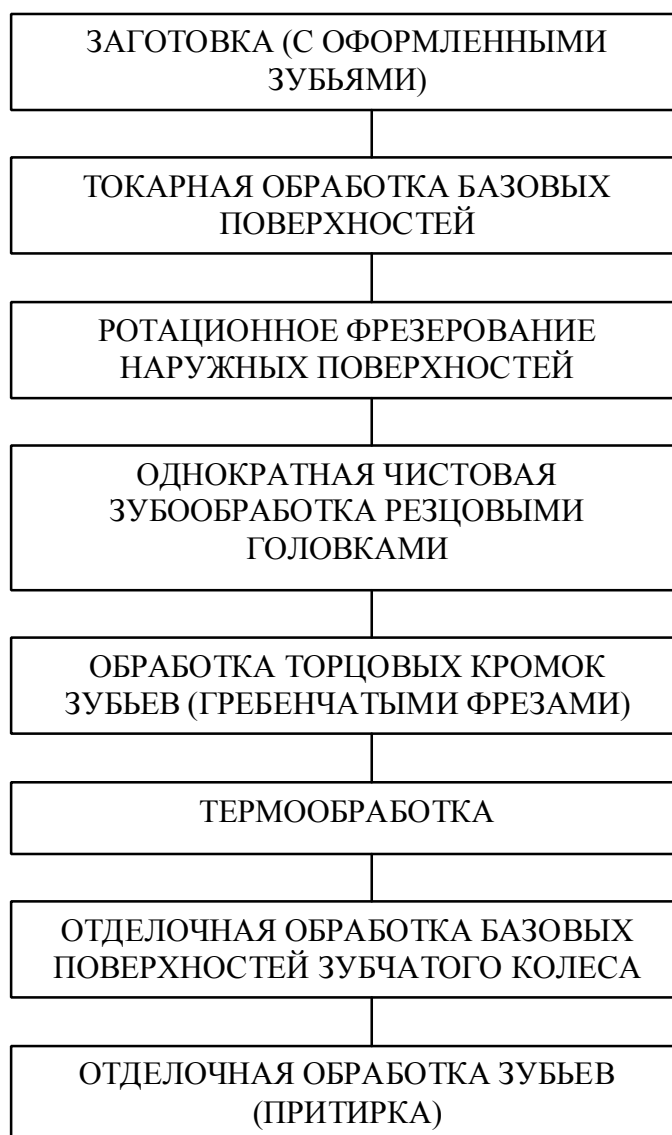 ЗАГОТОВКА (С ОФОРМЛЕННЫМИ
ЗУБЬЯМИ)
ТОКАРНАЯ ОБРАБОТКА БАЗОВЫХ
ПОВЕРХНОСТЕЙ
РОТАЦИОННОЕ ФРЕЗЕРОВАНИЕ
НАРУЖНЫХ ПОВЕРХНОСТЕЙ
ОДНОКРАТНАЯ ЧИСТОВАЯ
ЗУБООБРАБОТКА РЕЗЦОВЫМИ
ГОЛОВКАМИ
ОБРАБОТКА ТОРЦОВЫХ КРОМОК
ЗУБЬЕВ (ГРЕБЕНЧАТЫМИ ФРЕЗАМИ)
ТЕРМООБРАБОТКА
ОТДЕЛОЧНАЯ ОБРАБОТКА БАЗОВЫХ
ПОВЕРХНОСТЕЙ ЗУБЧАТОГО КОЛЕСА
ОТДЕЛОЧНАЯ ОБРАБОТКА ЗУБЬЕВ
(ПРИТИРКА)